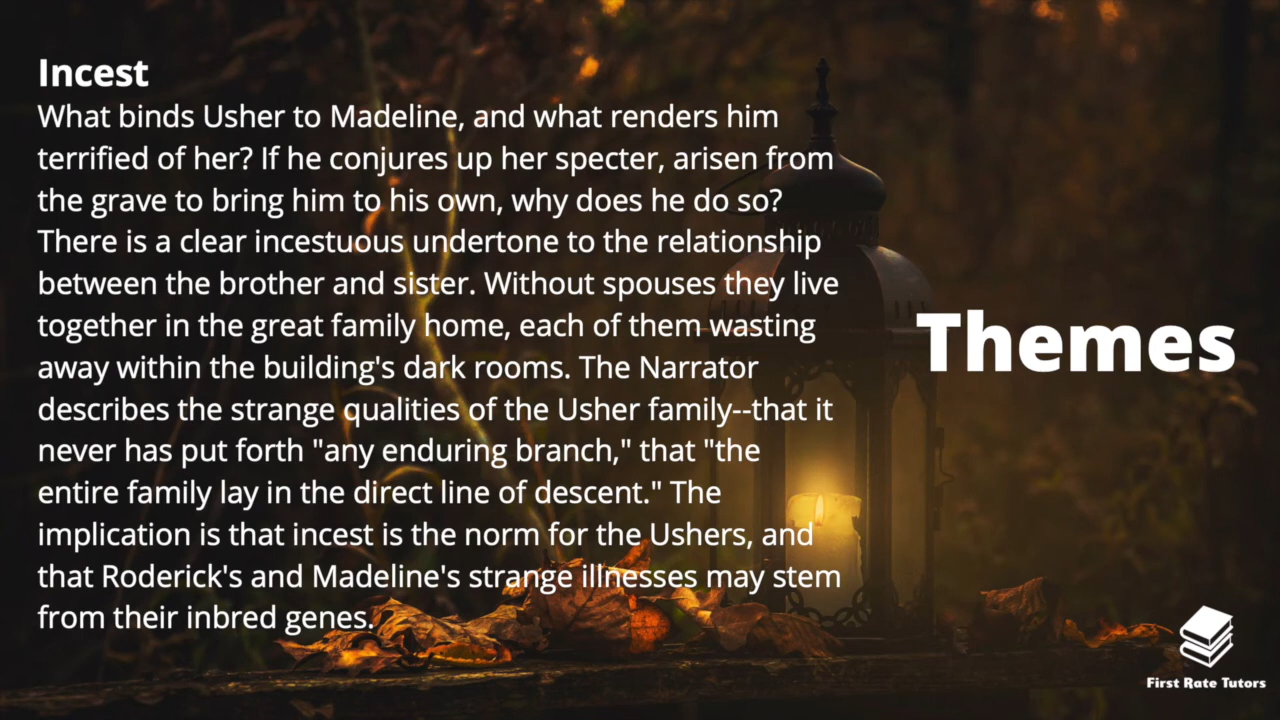 Incest
What binds Usher to Madeline, and what renders him
terrified of her? If he conjures up her specter, arisen from
the grave to bring him to his own, why does he do so?
There is a clear incestuous undertone to the relationship
between the brother and sister. Without spouses they live
together in the great family home, each of them wasting
away within the building's dark rooms. The Narrator
describes the strange qualities of the Usher family--that it
never has put forth "any enduring branch," that "the
entire family lay in the direct line of descent." The
implication is that incest is the norm for the Ushers, and
that Roderick's and Madeline's strange illnesses may stem
from their inbred genes.
Themes
First Rate Tutors